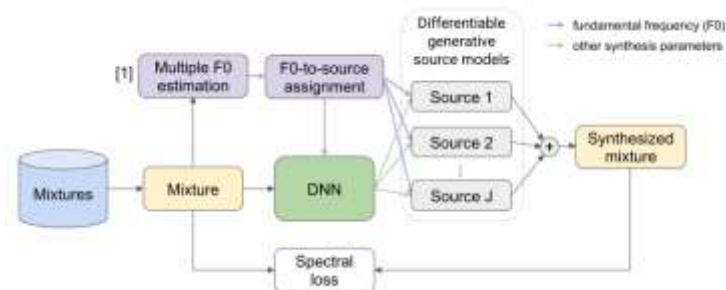 Differentiable
generative
source models
fundamental frequency (F0)
other synthesis parameters
[1]
Multiple F0
estimation
F0-to-source
assignment
Source 1
Source 2
Source J
Mixtures
Mixture
DNN
+
Synthesized
mixture
Spectral
loss